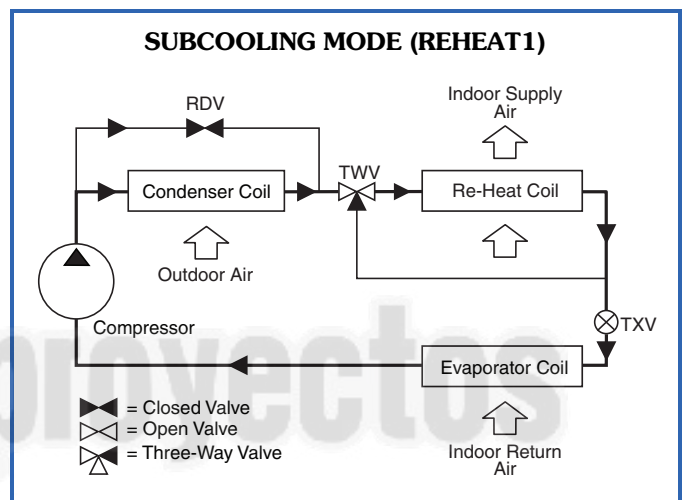 SUBCOOLING MODE (REHEAT1)
Indoor Supply
Air
RDV
TWV
Condenser Coil
Re-Heat Coil
Outdoor Air
Compressor
TXV
Evaporator Coil
= Closed Valve
= Open Valve
= Three-Way Valve
Indoor Return
Air
proyectos